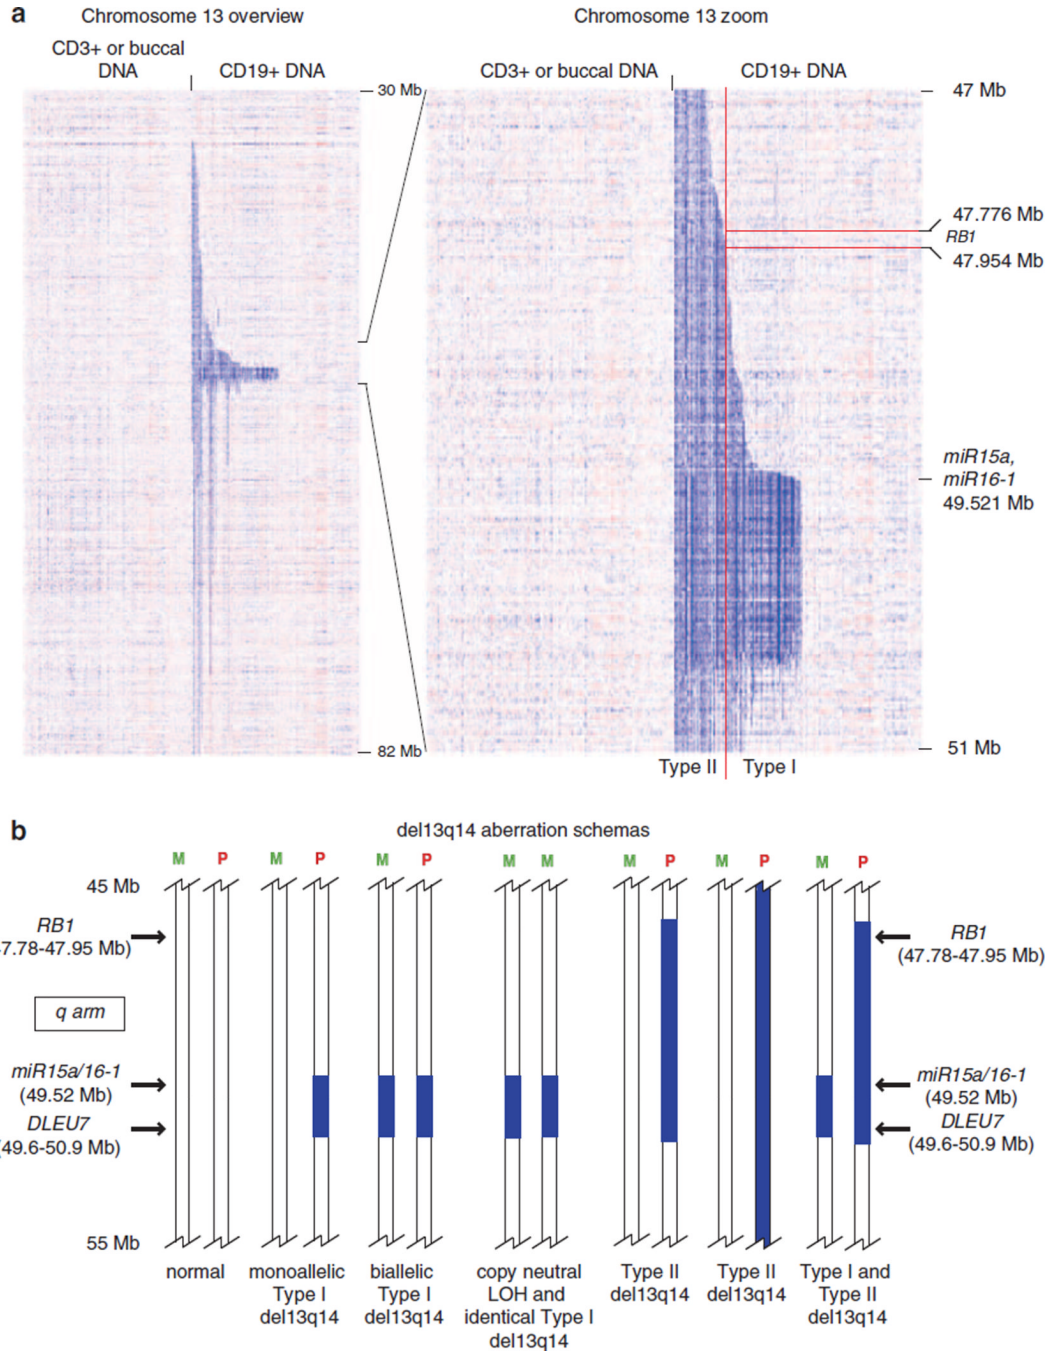 a
Chromosome 13 overview
Chromosome 13 zoom
CD3+ or buccal
DNA
CD19+ DNA
CD3+ or buccal DNA
CD19+ DNA
30 Mb
47 Mb
47.776 Mb
RB1
47.954 Mb
miR15a,
miR16-1
49.521 Mb
82 Mb
51 Mb
Type II
Type I
b
del13q14 aberration schemas
M P M P M P M M M P M P M P
45 Mb
RB1
7.78-47.95 Mb)
RB1
(47.78-47.95 Mb)
q arm
miR15a/16-1
(49.52 Mb)
DLEU7
(49.6-50.9 Mb)
miR15a/16-1
(49.52 Mb)
DLEU7
(49.6-50.9 Mb)
55 Mb
normal
monoallelic
Type I
del13q14
biallelic
Type I
del13q14
copy neutral
LOH and
identical Type I
del13q14
Type II
del13q14
Type II
del13q14
Type I and
Type II
del13q14